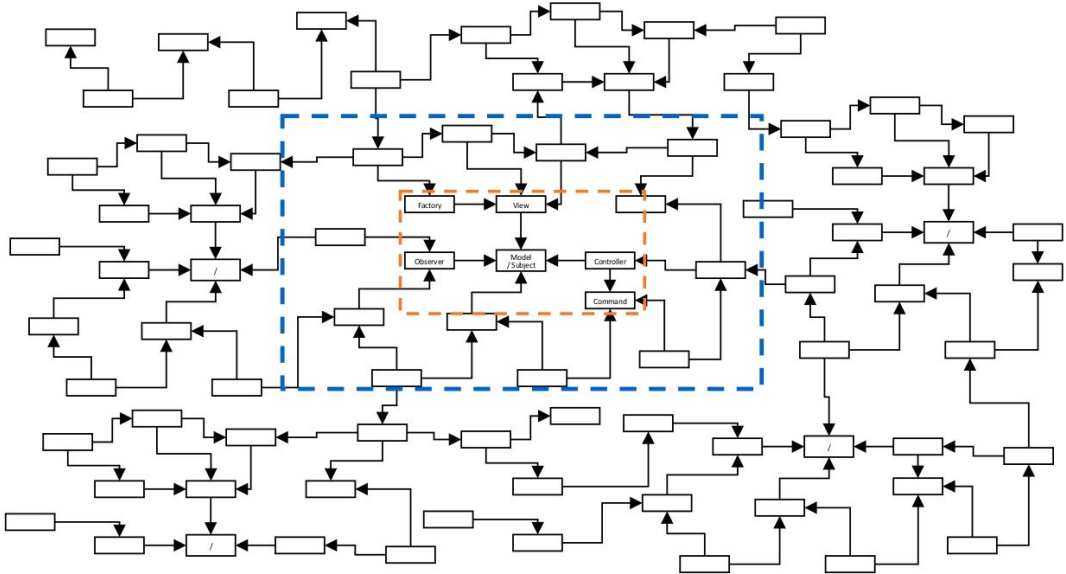 Factory
View
/
Observer
Model
/ Subject
Controller
/
Command
/
/